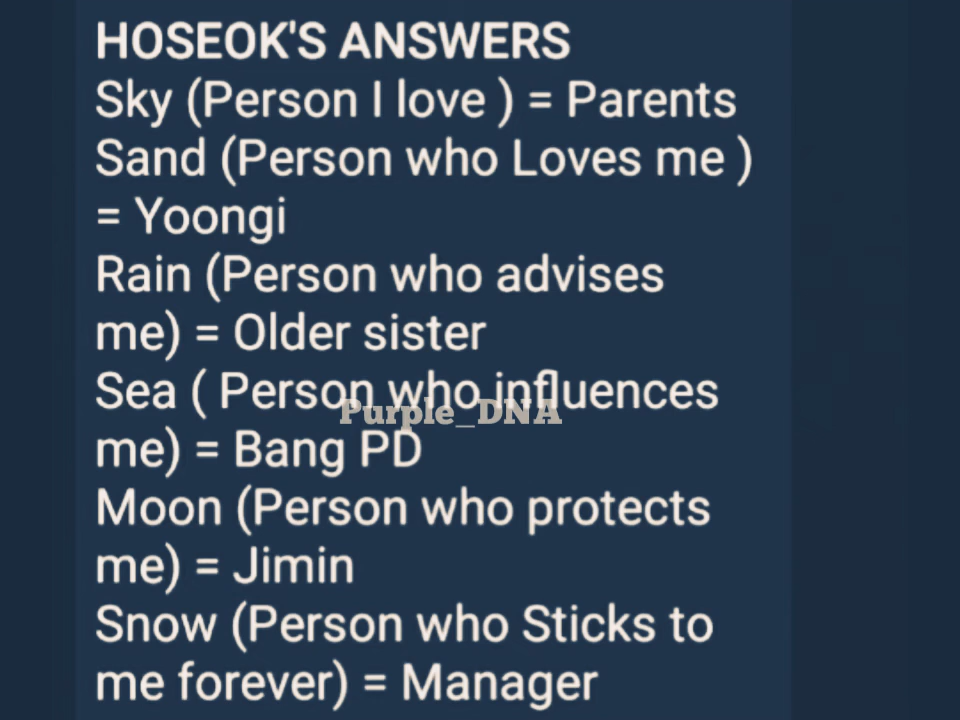 HOSEOK'S ANSWERS
Sky (Person I love ) = Parents
Sand (Person who Loves me )
= Yoongi
Rain (Person who advises
me) = Older sister
Sea ( Person who influences
Purple_DNA
me) = Bang PD
Moon (Person who protects
me) = Jimin
Snow (Person who Sticks to
me forever) = Manager